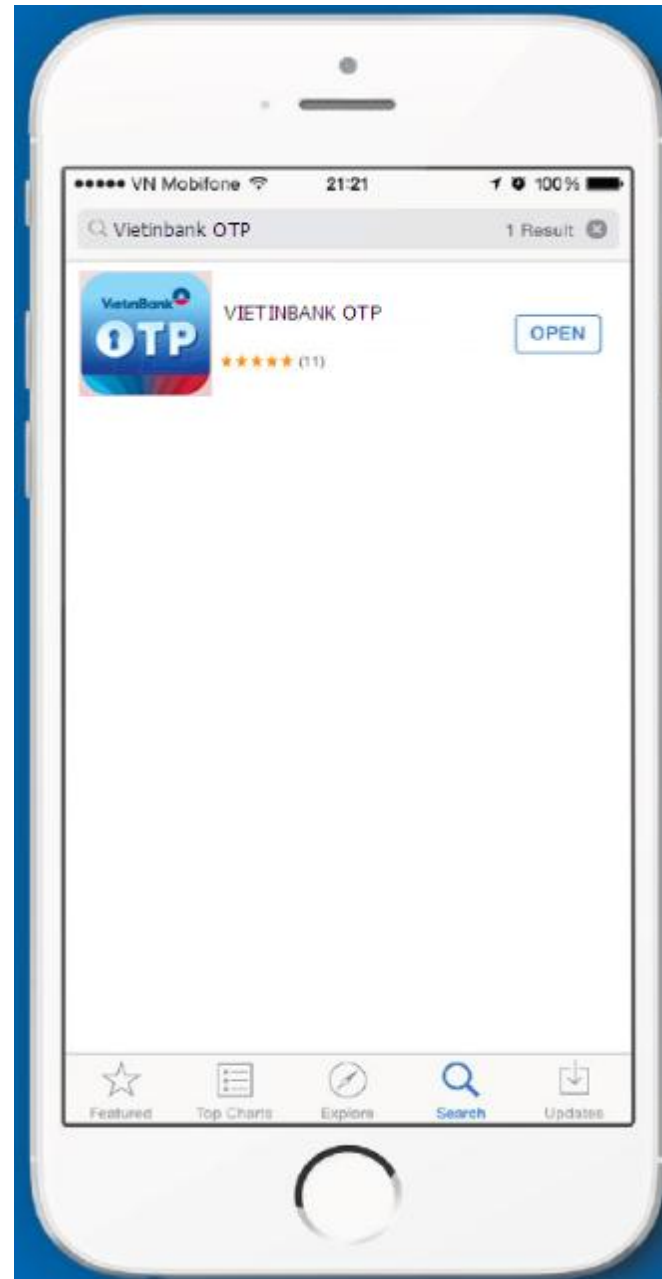 VN Mobifone 21:21 100%
Vietinbank OTP 1 Result
VietinBank
OTP
VIETINBANK OTP
(11)
OPEN
Featured Top Charts Explore Search Updates